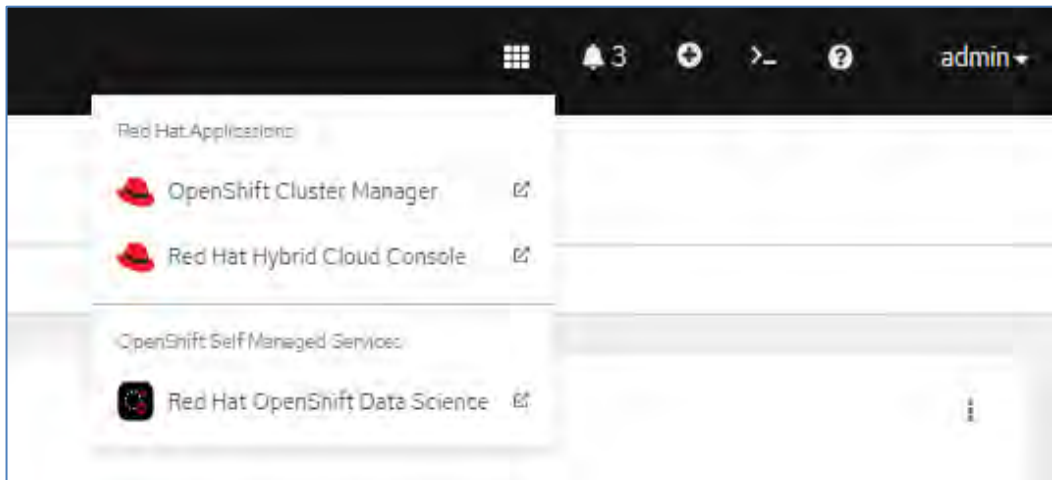 3
admin
Red Hat Applications
OpenShift Cluster Manager
Red Hat Hybrid Cloud Console
OpenShift Self Managed Services
Red Hat OpenShift Data Science